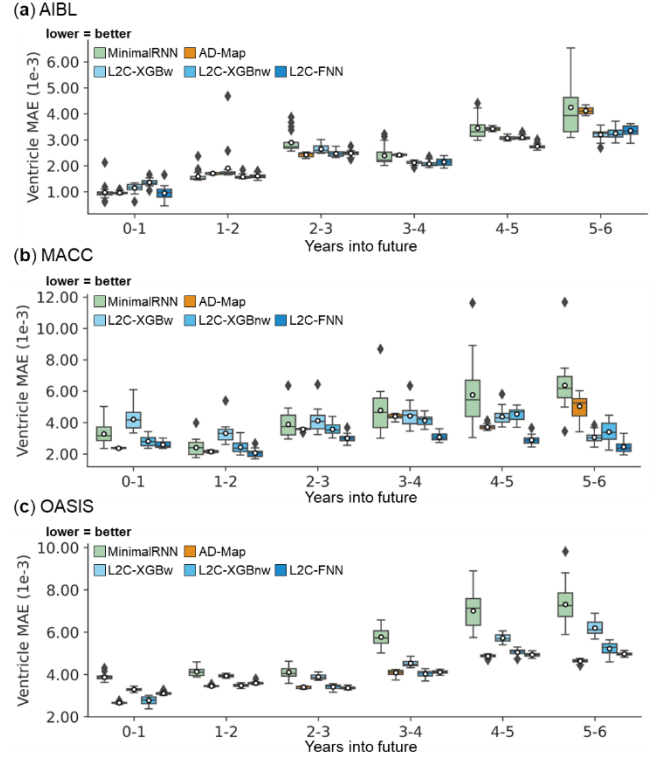 (a) AIBL
lower = better
MinimalRNN AD-Map
L2C-XGBw L2C-XGBnw L2C-FNN
Ventricle MAE (1e-3)
6.00
5.00
4.00
3.00
2.00
1.00
0-1 1-2 2-3 3-4 4-5 5-6
Years into future
(b) MACC
lower = better
MinimalRNN AD-Map
L2C-XGBw L2C-XGBnw L2C-FNN
Ventricle MAE (1e-3)
12.00
10.00
8.00
6.00
4.00
2.00
0-1 1-2 2-3 3-4 4-5 5-6
Years into future
(c) OASIS
lower = better
MinimalRNN AD-Map
L2C-XGBw L2C-XGBnw L2C-FNN
Ventricle MAE (1e-3)
10.00
8.00
6.00
4.00
2.00
0-1 1-2 2-3 3-4 4-5 5-6
Years into future